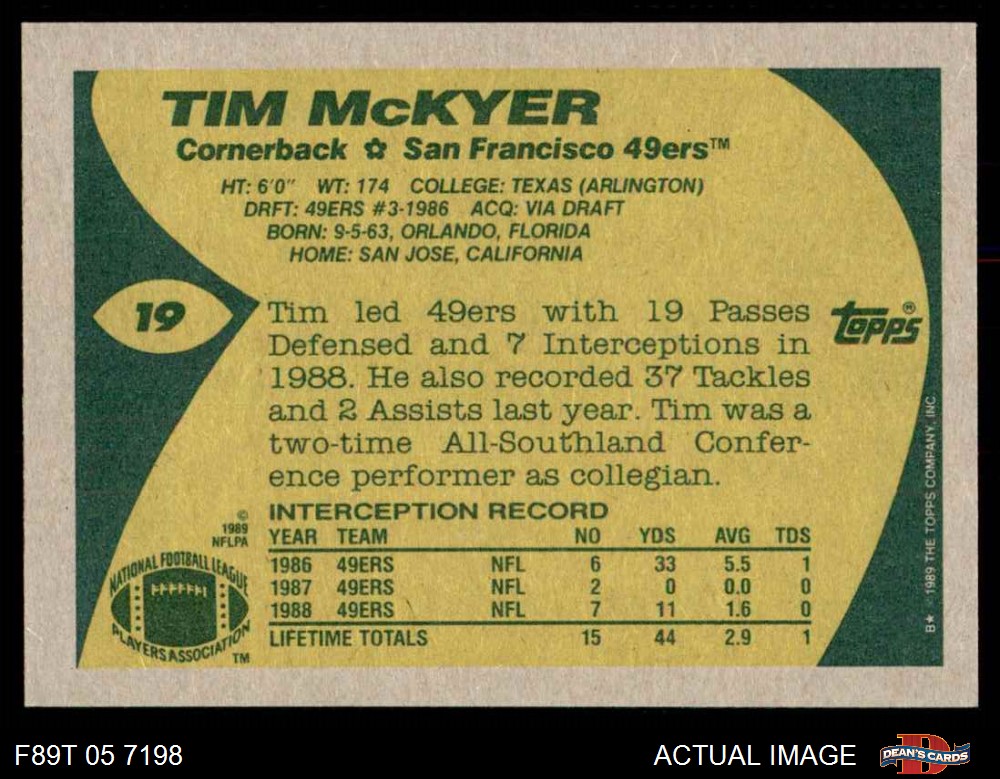 TIM McKYER
Cornerback ✩ San Francisco 49ers™
HT: 6'0" WT: 174 COLLEGE: TEXAS (ARLINGTON)
DRFT: 49ERS #3-1986 ACQ: VIA DRAFT
BORN: 9-5-63, ORLANDO, FLORIDA
HOME: SAN JOSE, CALIFORNIA
19
Tim led 49ers with 19 Passes
Defensed and 7 Interceptions in
1988. He also recorded 37 Tackles
and 2 Assists last year. Tim was a
two-time All-Southland Confer-
ence performer as collegian.
topps®
INTERCEPTION RECORD
YEAR TEAM NO YDS AVG TDS
1986 49ERS NFL 6 33 5.5 1
1987 49ERS NFL 2 0 0.0 0
1988 49ERS NFL 7 11 1.6 0
LIFETIME TOTALS 15 44 2.9 1
©
1989
NFLPA
NATIONAL FOOTBALL LEAGUE
PLAYERS ASSOCIATION
TM
B★ 1989 THE TOPPS COMPANY, INC.
F89T 05 7198
ACTUAL IMAGE
D
DEAN'S CARDS